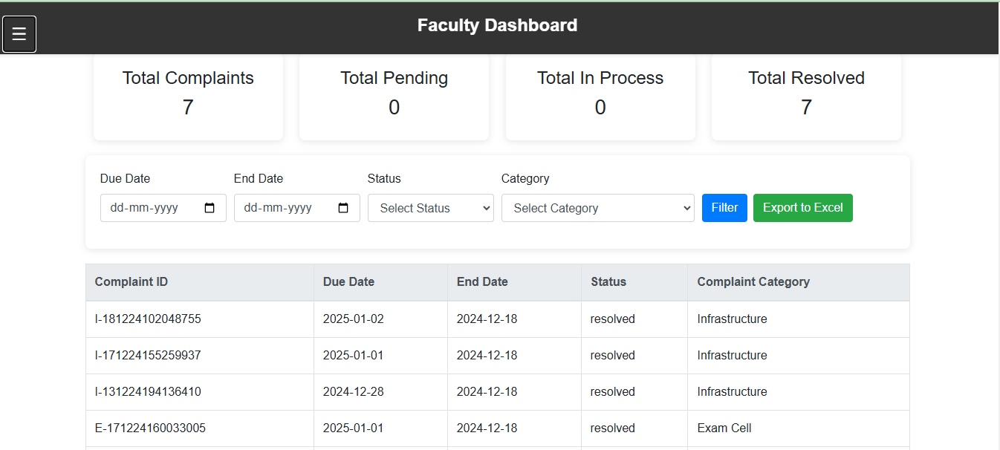 ☰
Faculty Dashboard
Total Complaints Total Pending Total In Process Total Resolved
7 0 0 7
Due Date End Date Status Category
dd-mm-yyyy dd-mm-yyyy Select Status Select Category Filter Export to Excel
Complaint ID Due Date End Date Status Complaint Category
I-181224102048755 2025-01-02 2024-12-18 resolved Infrastructure
I-171224155259937 2025-01-01 2024-12-18 resolved Infrastructure
I-131224194136410 2024-12-28 2024-12-18 resolved Infrastructure
E-171224160033005 2025-01-01 2024-12-18 resolved Exam Cell